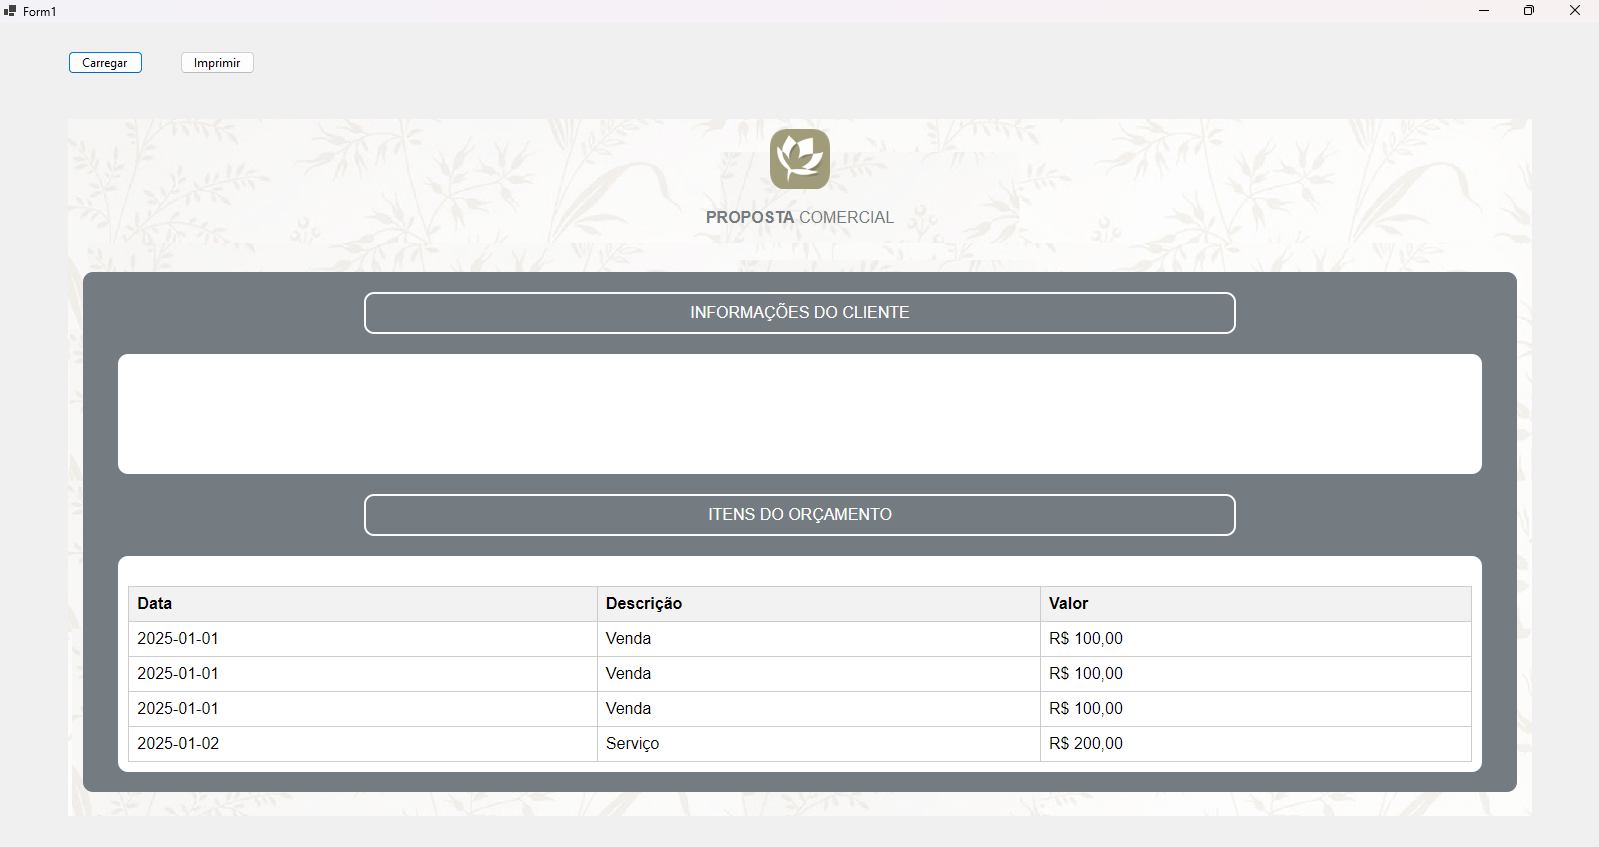 Form1
Carregar Imprimir
PROPOSTA COMERCIAL
INFORMAÇÕES DO CLIENTE
ITENS DO ORÇAMENTO
Data Descrição Valor
2025-01-01 Venda R$ 100,00
2025-01-01 Venda R$ 100,00
2025-01-01 Venda R$ 100,00
2025-01-02 Serviço R$ 200,00